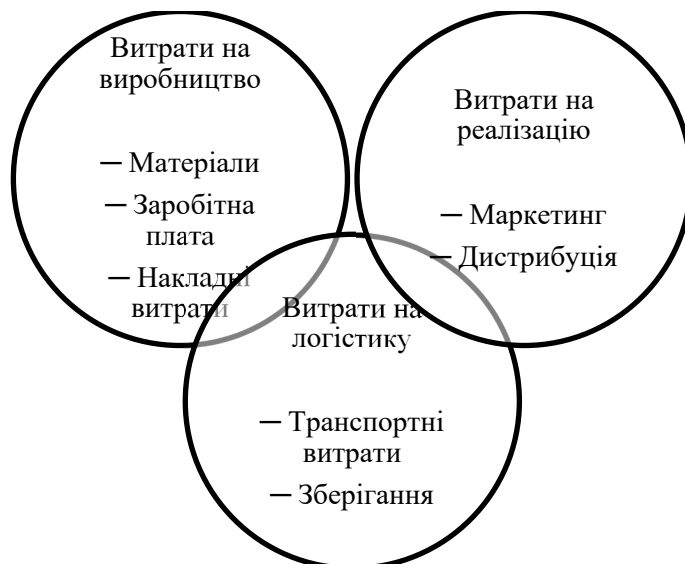 Витрати на
виробництво
— Матеріали
— Заробітна
плата
— Накладні
витрати
Витрати на
реалізацію
— Маркетинг
— Дистрибуція
Витрати на
логістику
— Транспортні
витрати
— Зберігання